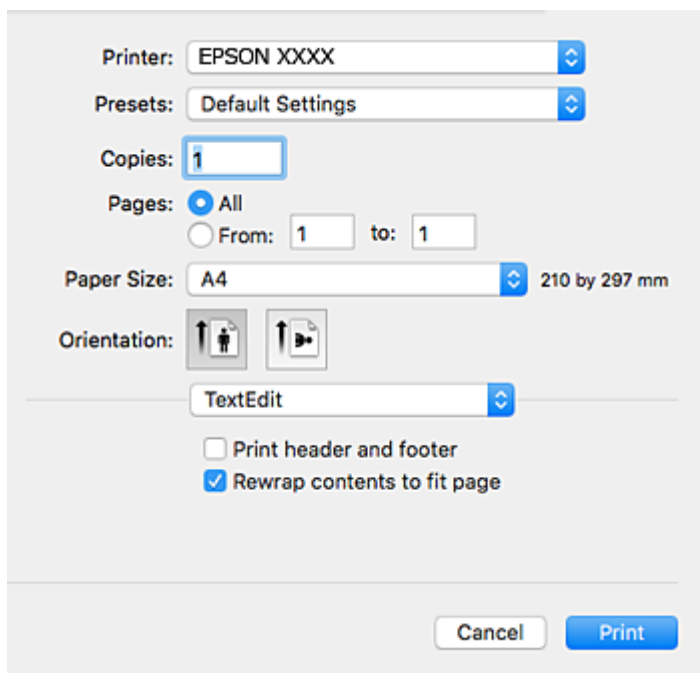 Printer: EPSON XXXX
Presets: Default Settings
Copies: 1
Pages: All
From: 1 to: 1
Paper Size: A4 210 by 297 mm
Orientation:
TextEdit
Print header and footer
Rewrap contents to fit page
Cancel Print